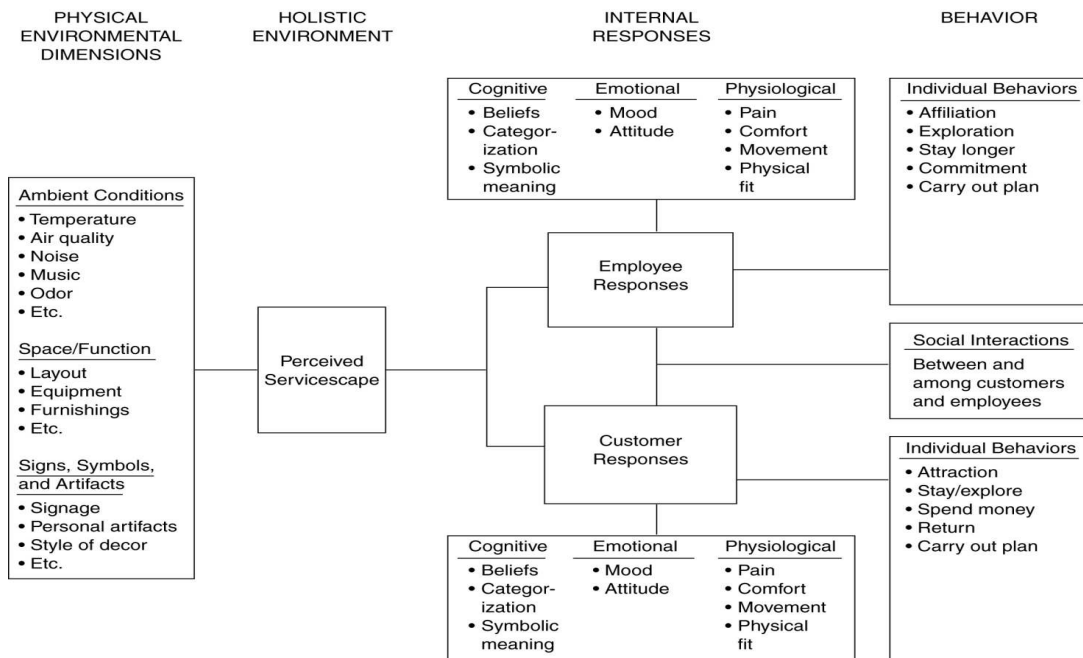 PHYSICAL
ENVIRONMENTAL
DIMENSIONS
HOLISTIC
ENVIRONMENT
INTERNAL
RESPONSES
BEHAVIOR
Ambient Conditions
• Temperature
• Air quality
• Noise
• Music
• Odor
• Etc.
Space/Function
• Layout
• Equipment
• Furnishings
• Etc.
Signs, Symbols,
and Artifacts
• Signage
• Personal artifacts
• Style of decor
• Etc.
Perceived
Servicescape
Cognitive
• Beliefs
• Categor-
ization
• Symbolic
meaning
Emotional
• Mood
• Attitude
Physiological
• Pain
• Comfort
• Movement
• Physical
fit
Employee
Responses
Customer
Responses
Cognitive
• Beliefs
• Categor-
ization
• Symbolic
meaning
Emotional
• Mood
• Attitude
Physiological
• Pain
• Comfort
• Movement
• Physical
fit
Individual Behaviors
• Affiliation
• Exploration
• Stay longer
• Commitment
• Carry out plan
Social Interactions
Between and
among customers
and employees
Individual Behaviors
• Attraction
• Stay/explore
• Spend money
• Return
• Carry out plan